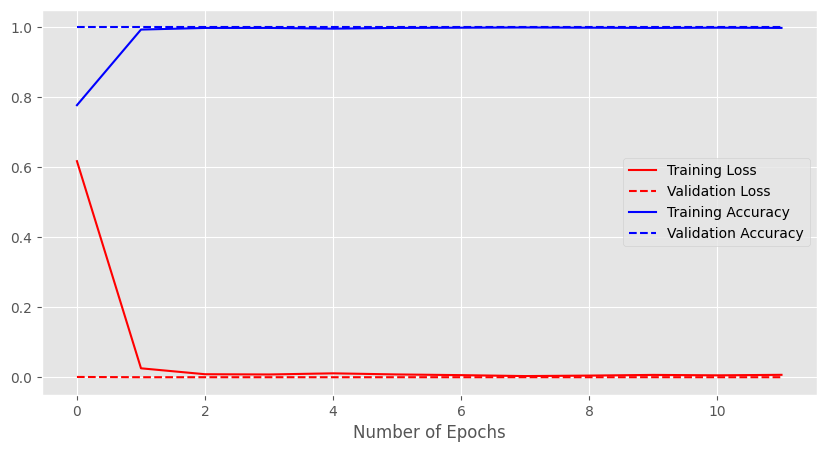 1.0
0.8
0.6
0.4
0.2
0.0
Training Loss
Validation Loss
Training Accuracy
Validation Accuracy
0 2 4 6 8 10
Number of Epochs